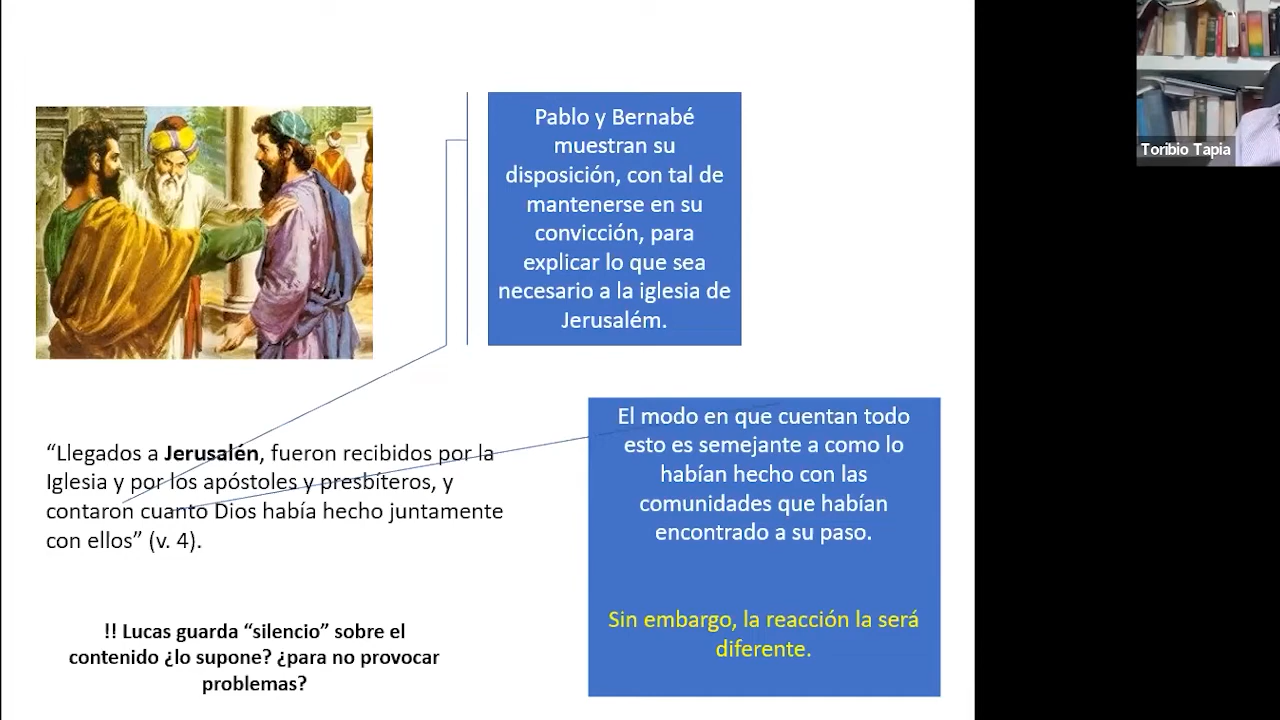 Pablo y Bernabé
muestran su
disposición, con tal de
mantenerse en su
convicción, para
explicar lo que sea
necesario a la iglesia de
Jerusalém.
“Llegados a Jerusalén, fueron recibidos por la
Iglesia y por los apóstoles y presbíteros, y
contaron cuanto Dios había hecho juntamente
con ellos” (v. 4).
!! Lucas guarda “silencio” sobre el
contenido ¿lo supone? ¿para no provocar
problemas?
El modo en que cuentan todo
esto es semejante a como lo
habían hecho con las
comunidades que habían
encontrado a su paso.
Sin embargo, la reacción la será
diferente.
Toribio Tapia